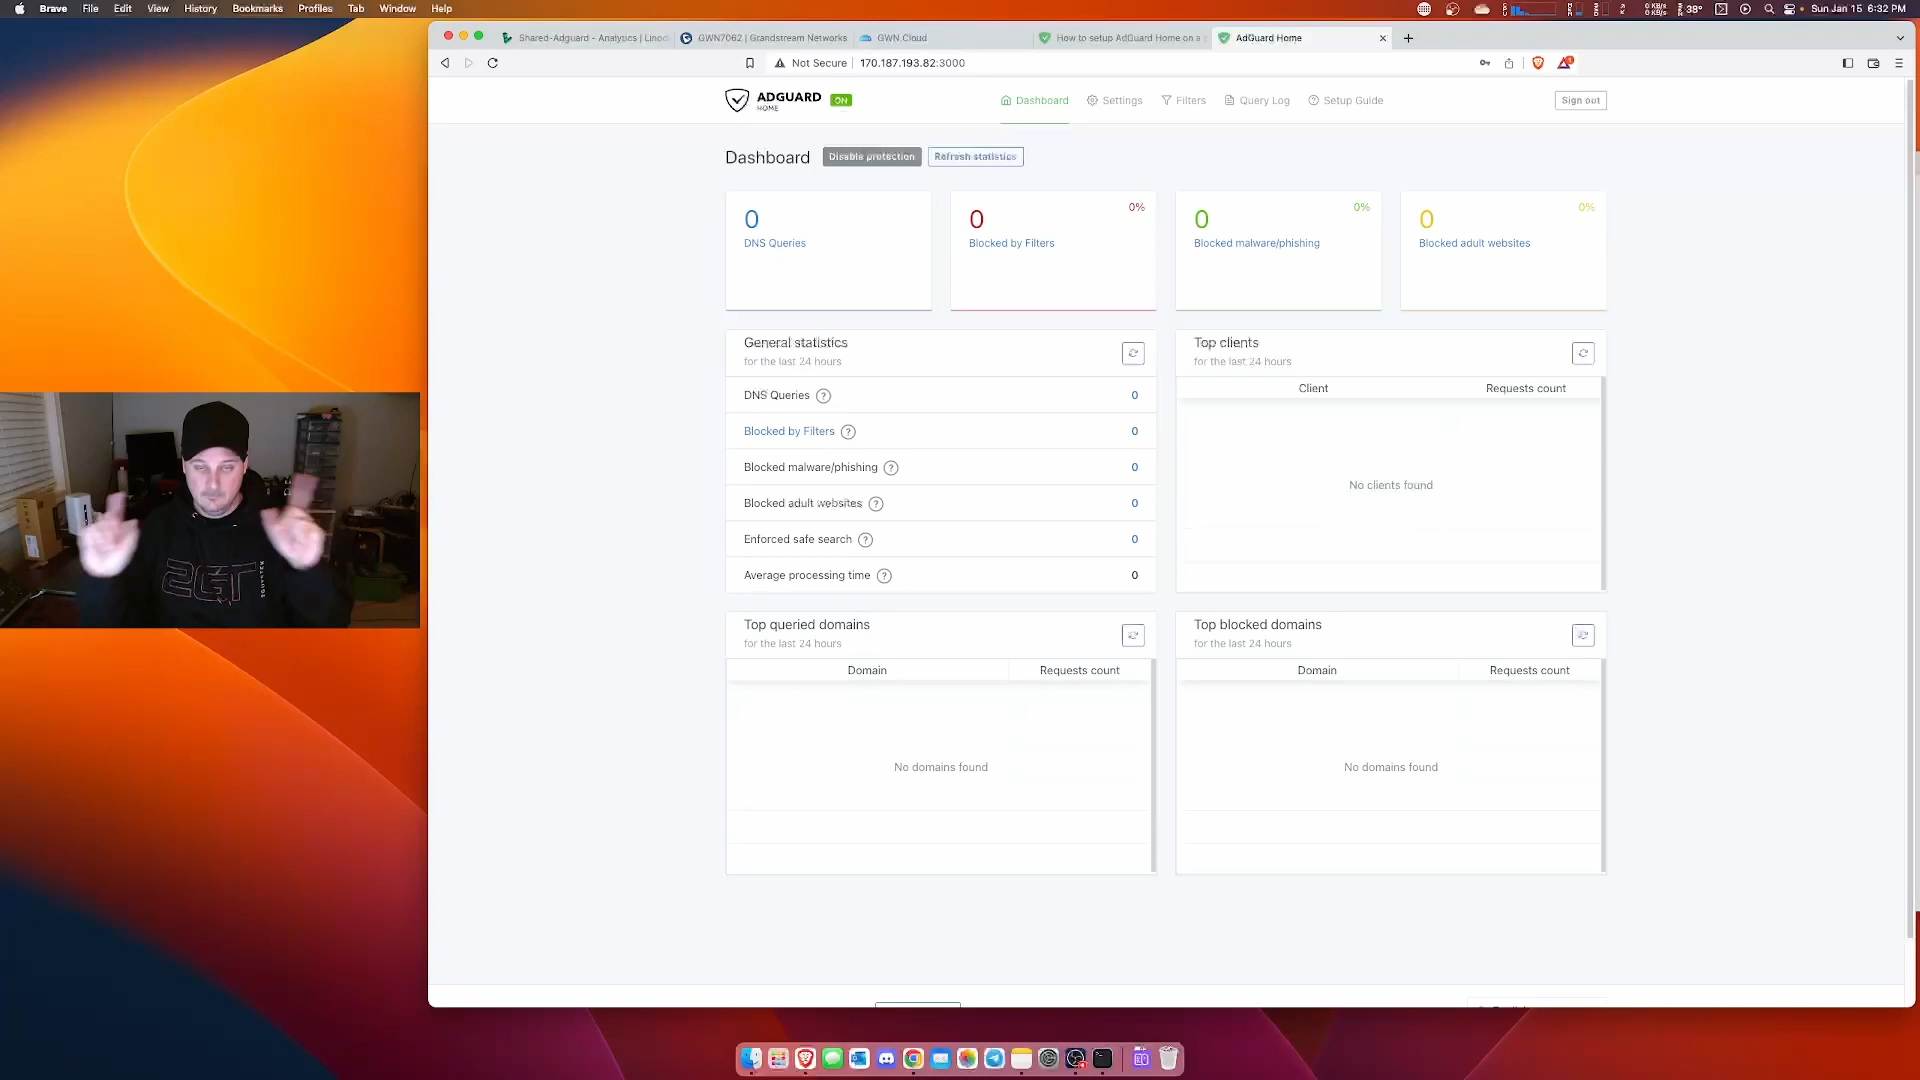 Brave File Edit View History Bookmarks Profiles Tab Window Help
0 KB/s
0 KB/s
38° Sun Jan 15 6:32 PM
Shared-Adguard - Analytics | Linod
GWN7062 | Grandstream Networks
GWN.Cloud
How to setup AdGuard Home on a
AdGuard Home
Not Secure 170.187.193.82:3000
ADGUARD
HOME
ON
Dashboard Settings Filters Query Log Setup Guide
Sign out
Dashboard
Disable protection
Refresh statistics
0
DNS Queries
0
0%
Blocked by Filters
0
0%
Blocked malware/phishing
0
0%
Blocked adult websites
General statistics
for the last 24 hours
DNS Queries ? 0
Blocked by Filters ? 0
Blocked malware/phishing ? 0
Blocked adult websites ? 0
Enforced safe search ? 0
Average processing time ? 0
Top clients
for the last 24 hours
Client Requests count
No clients found
Top queried domains
for the last 24 hours
Domain Requests count
No domains found
Top blocked domains
for the last 24 hours
Domain Requests count
No domains found
2GT